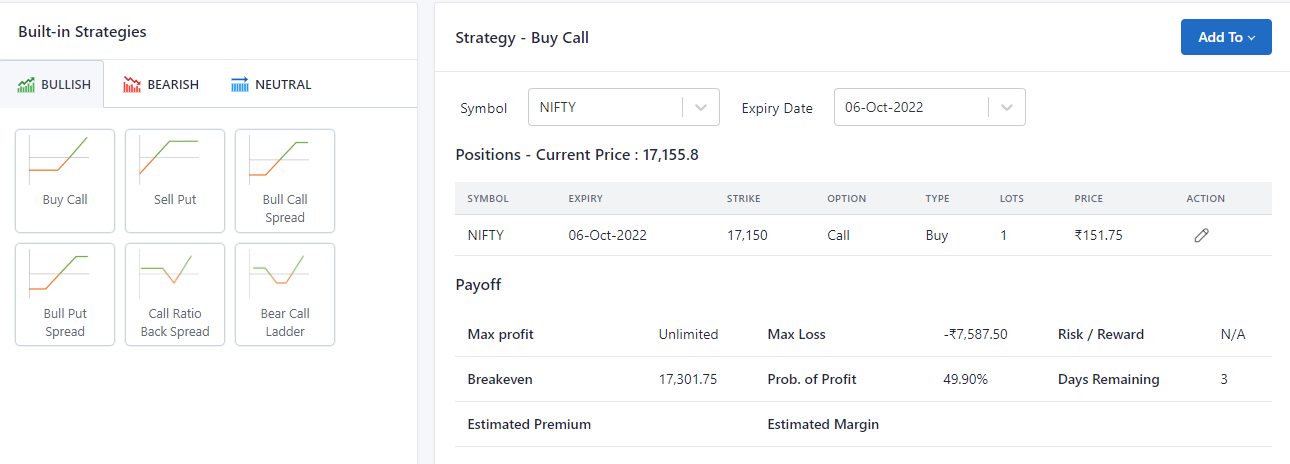 Built-in Strategies
BULLISH BEARISH NEUTRAL
Buy Call
Sell Put
Bull Call
Spread
Bull Put
Spread
Call Ratio
Back Spread
Bear Call
Ladder
Strategy - Buy Call
Add To
Symbol NIFTY Expiry Date 06-Oct-2022
Positions - Current Price : 17,155.8
SYMBOL EXPIRY STRIKE OPTION TYPE LOTS PRICE ACTION
NIFTY 06-Oct-2022 17,150 Call Buy 1 ₹151.75
Payoff
Max profit Unlimited Max Loss -₹7,587.50 Risk / Reward N/A
Breakeven 17,301.75 Prob. of Profit 49.90% Days Remaining 3
Estimated Premium Estimated Margin